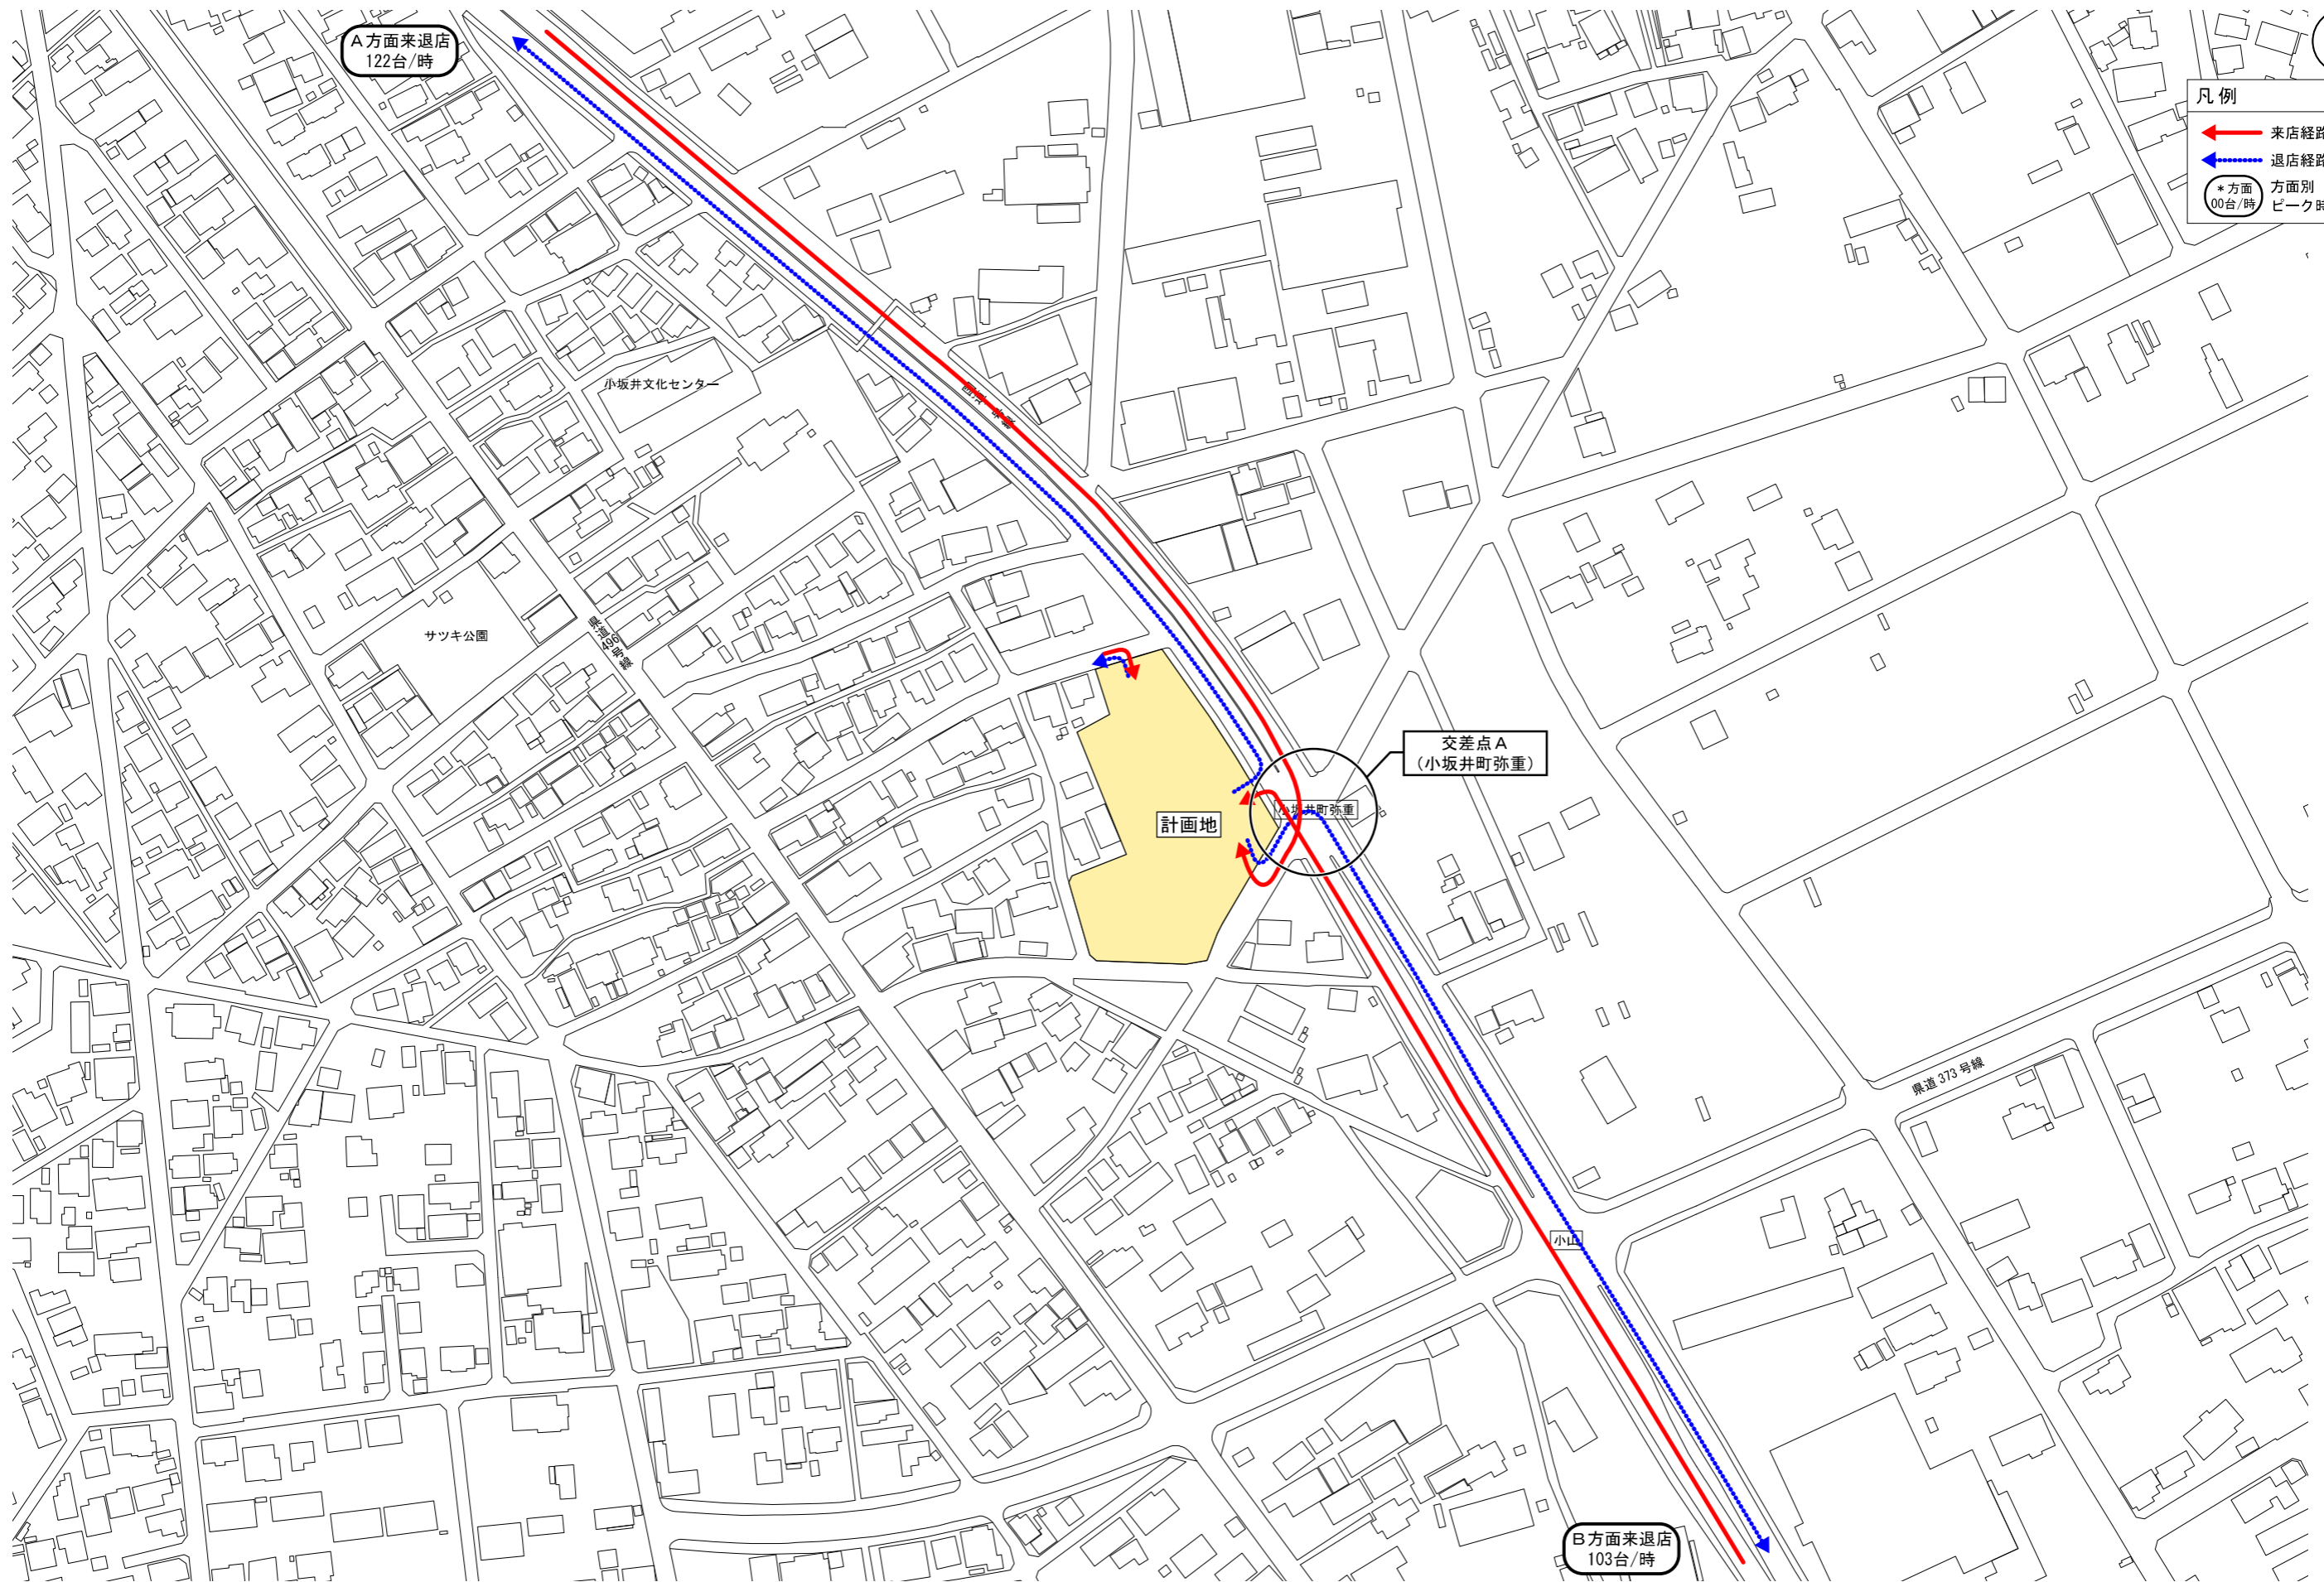 A方面来退店
122台/時
凡例
来店経路
退店経路
＊方面
00台/時
方面別
ピーク時
小坂井文化センター
サツキ公園
県道496号線
交差点A
（小坂井町弥重）
小坂井町弥重
計画地
県道373号線
小山
B方面来退店
103台/時